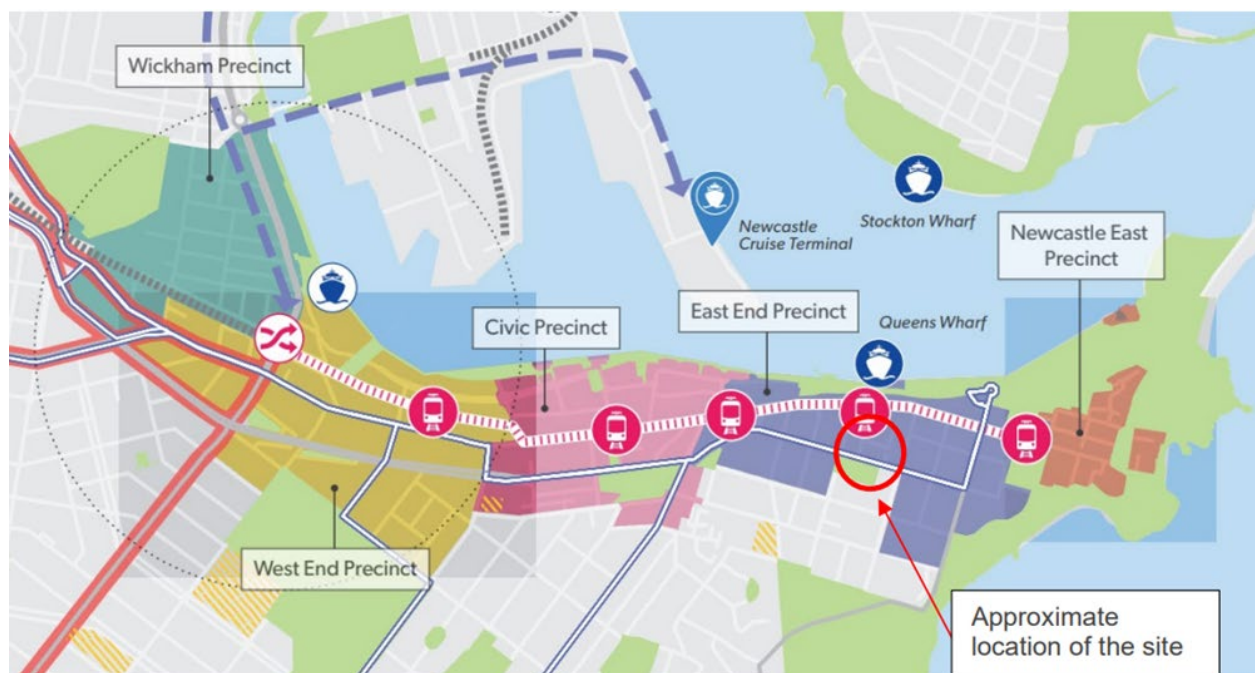 Wickham Precinct
Newcastle
Cruise Terminal
Stockton Wharf
Newcastle East
Precinct
Civic Precinct
East End Precinct
Queens Wharf
West End Precinct
Approximate
location of the site